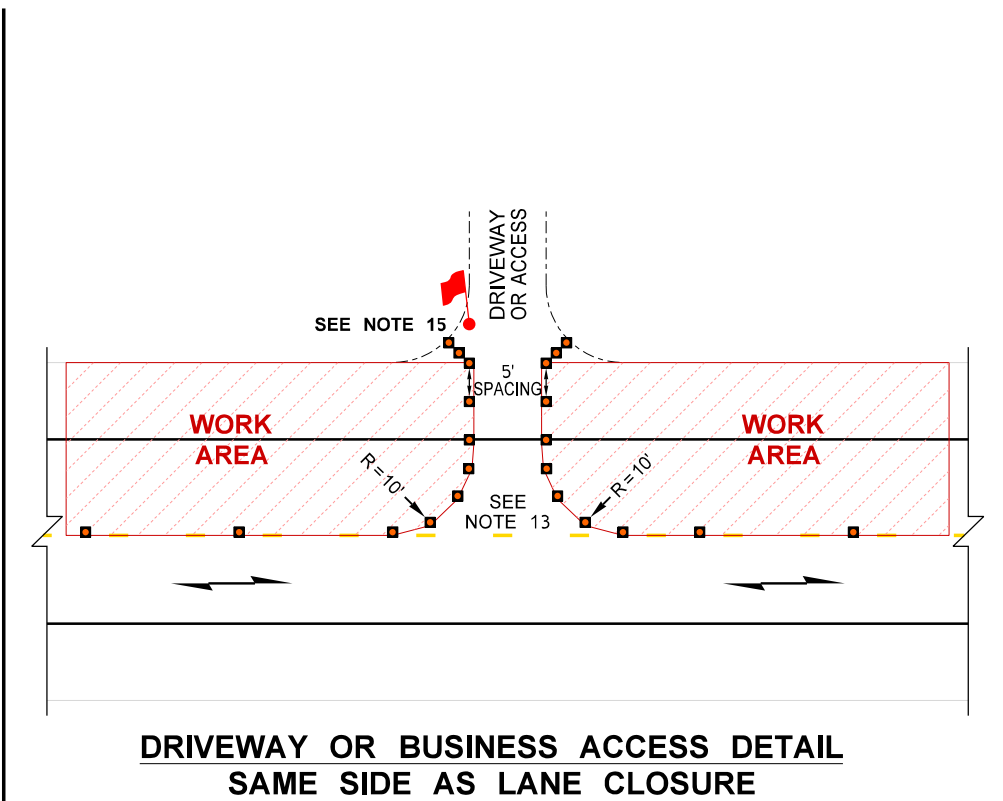 DRIVEWAY
OR ACCESS
SEE NOTE 15
5'
SPACING
WORK
AREA
WORK
AREA
R=10'
R=10'
SEE
NOTE 13
DRIVEWAY OR BUSINESS ACCESS DETAIL
SAME SIDE AS LANE CLOSURE